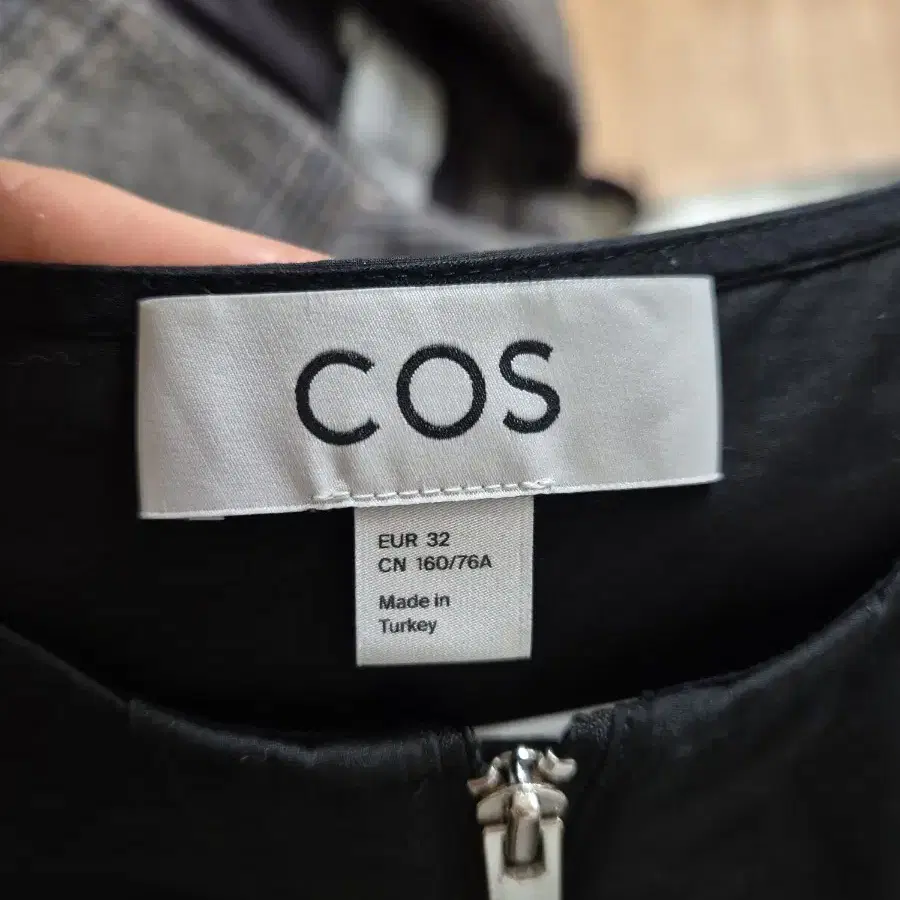 COS
EUR 32
CN 160/76A
Made in
Turkey